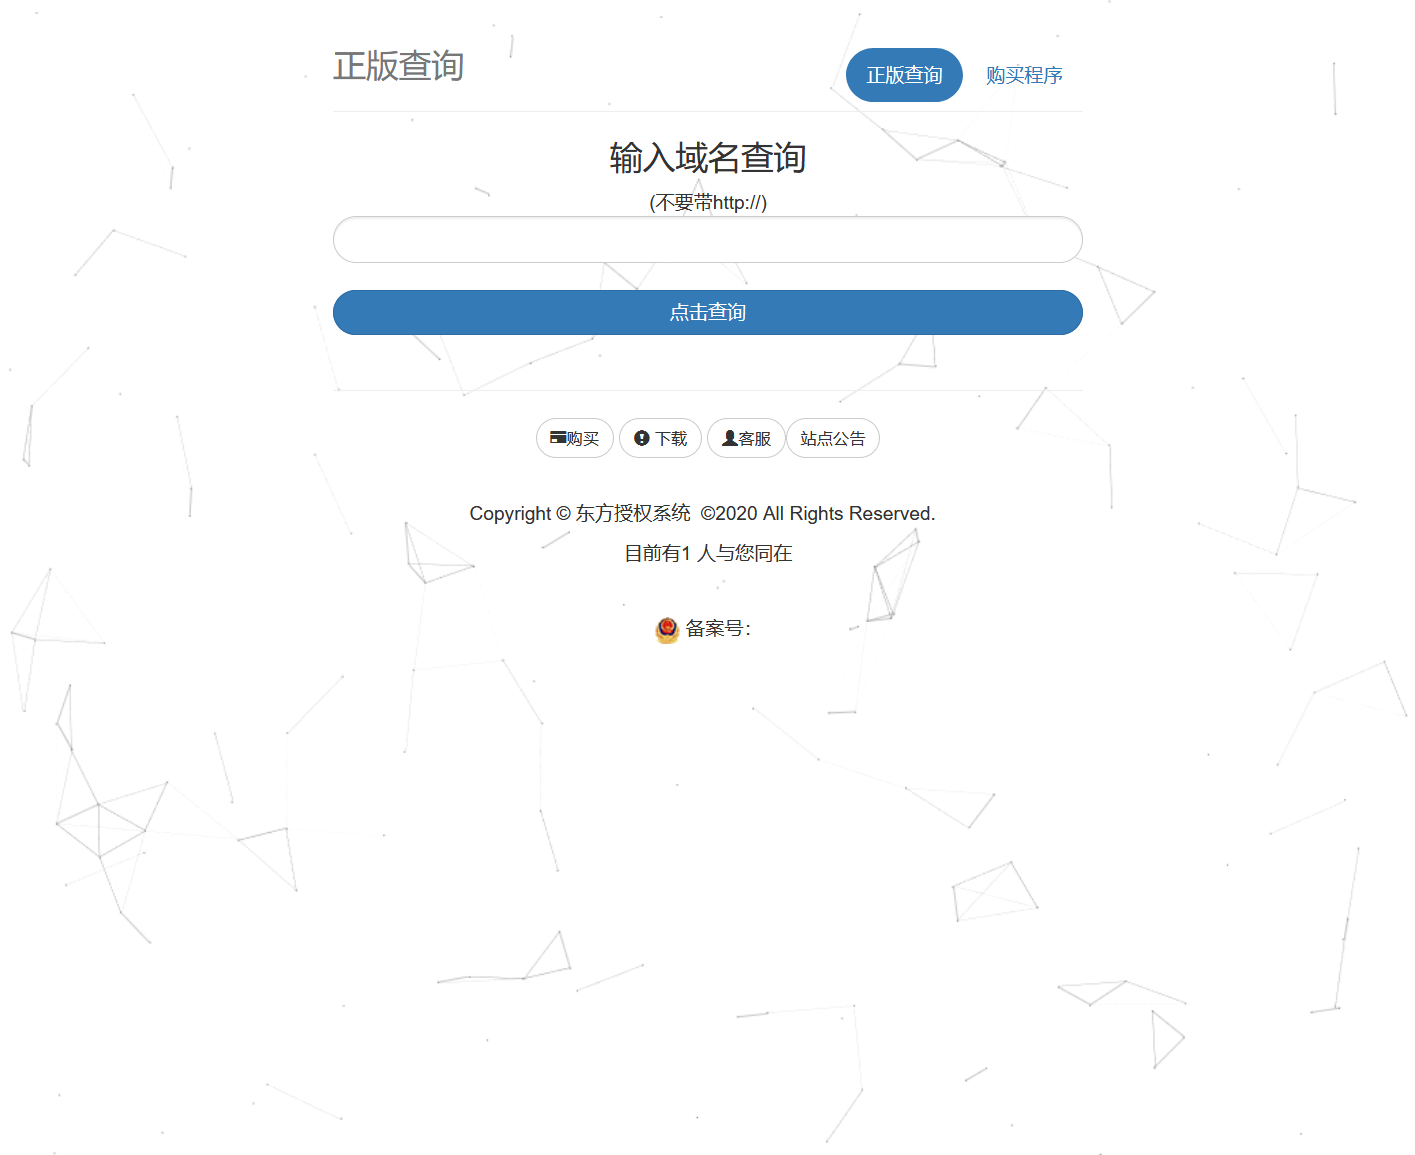 正版查询
正版查询 购买程序
输入域名查询
(不要带http://)
点击查询
购买 下载 客服 站点公告
Copyright © 东方授权系统 ©2020 All Rights Reserved.
目前有1 人与您同在
备案号：